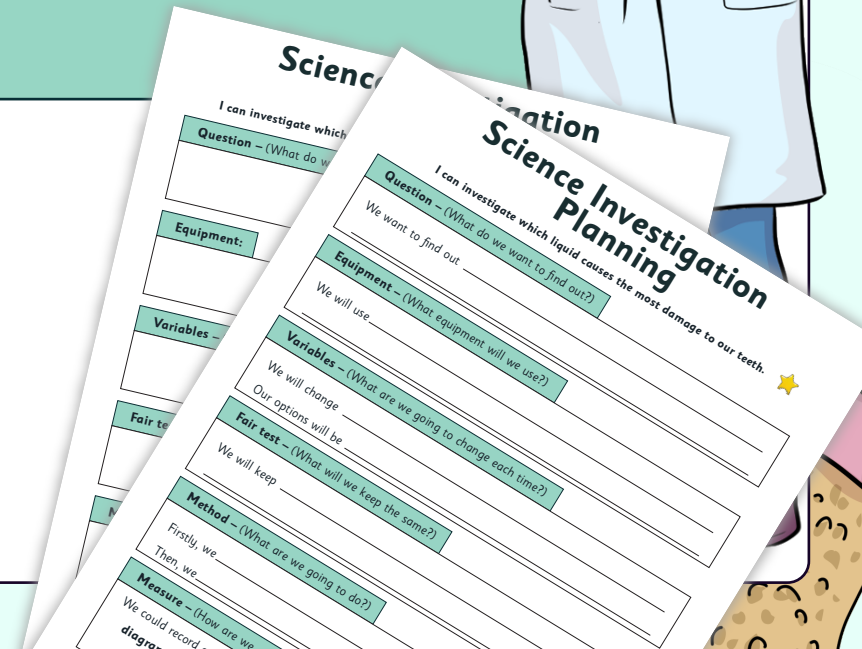 Science
igation
I can investigate which
Question – (What do w
Equipment:
Variables –
Fair te
Science Investigation
Planning
I can investigate which liquid causes the most damage to our teeth.
Question – (What do we want to find out?)
We want to find out
Equipment – (What equipment will we use?)
We will use
Variables – (What are we going to change each time?)
We will change
Our options will be
Fair test – (What will we keep the same?)
We will keep
Method – (What are we going to do?)
Firstly, we
Then, we
Measure – (How are we
We could record o
diagram